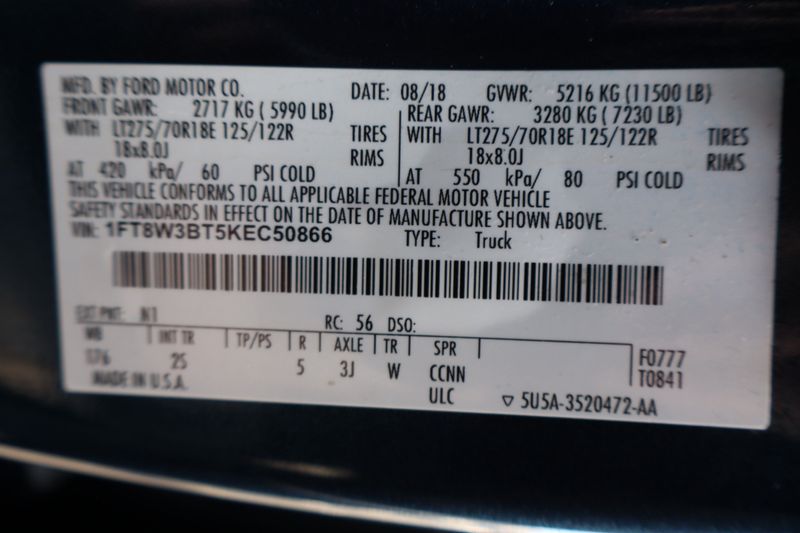 MFD. BY FORD MOTOR CO. DATE: 08/18 GVWR: 5216 KG (11500 LB)
FRONT GAWR: 2717 KG ( 5990 LB) REAR GAWR: 3280 KG ( 7230 LB)
WITH LT275/70R18E 125/122R TIRES WITH LT275/70R18E 125/122R TIRES
18x8.0J RIMS 18x8.0J RIMS
AT 420 kPa/ 60 PSI COLD AT 550 kPa/ 80 PSI COLD
THIS VEHICLE CONFORMS TO ALL APPLICABLE FEDERAL MOTOR VEHICLE
SAFETY STANDARDS IN EFFECT ON THE DATE OF MANUFACTURE SHOWN ABOVE.
VIN: 1FT8W3BT5KEC50866 TYPE: Truck
EXT PNT: N1 RC: 56 DSO:
WB INT TR TP/PS R AXLE TR SPR F0777
176 2S 5 3J W CCNN T0841
MADE IN U.S.A. ULC ▽ 5U5A-3520472-AA